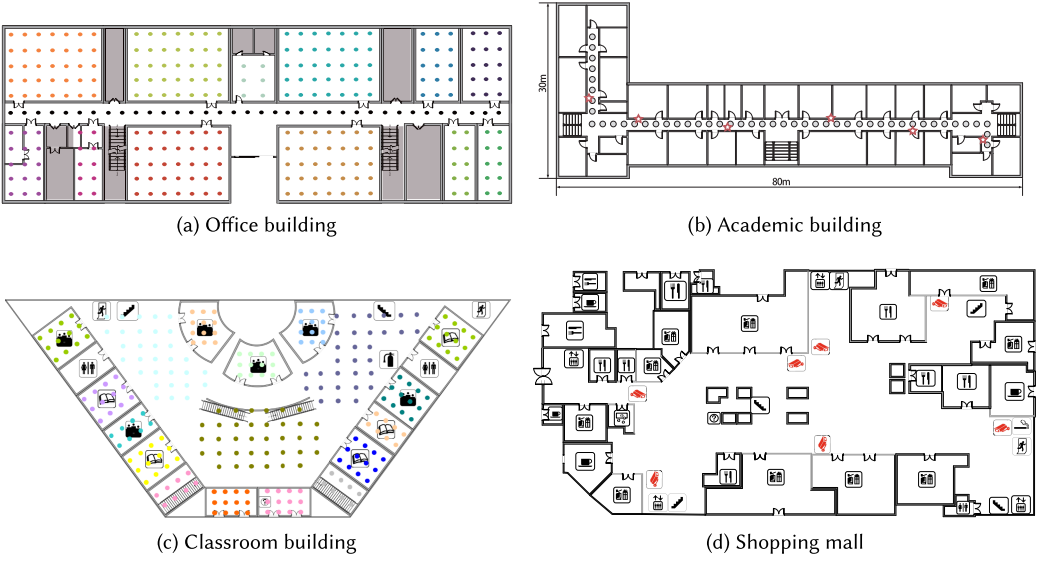 30m
80m
(a) Office building
(b) Academic building
(c) Classroom building
(d) Shopping mall